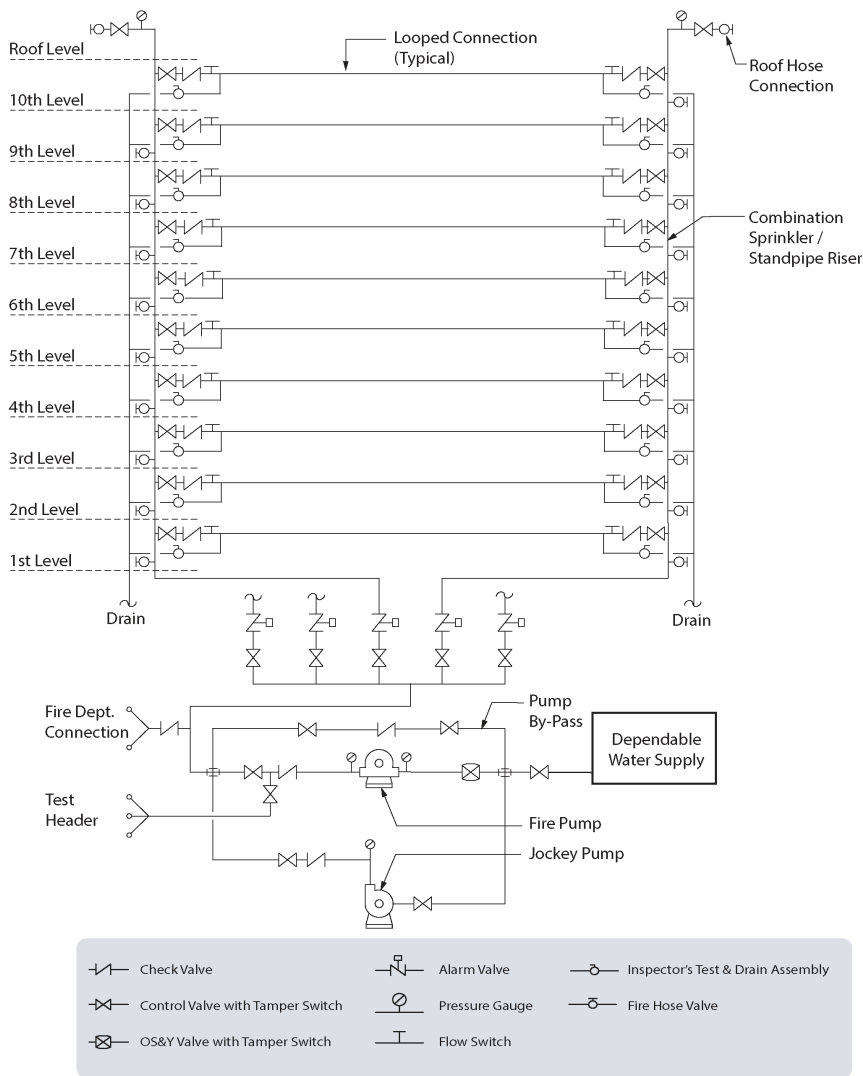 Looped Connection
(Typical)
Roof Level
Roof Hose
Connection
10th Level
9th Level
8th Level
Combination
Sprinkler /
Standpipe Riser
7th Level
6th Level
5th Level
4th Level
3rd Level
2nd Level
1st Level
Drain
Drain
Pump
By-Pass
Fire Dept.
Connection
Dependable
Water Supply
Test
Header
Fire Pump
Jockey Pump
Check Valve
Alarm Valve
Inspector's Test & Drain Assembly
Control Valve with Tamper Switch
Pressure Gauge
Fire Hose Valve
OS&Y Valve with Tamper Switch
Flow Switch